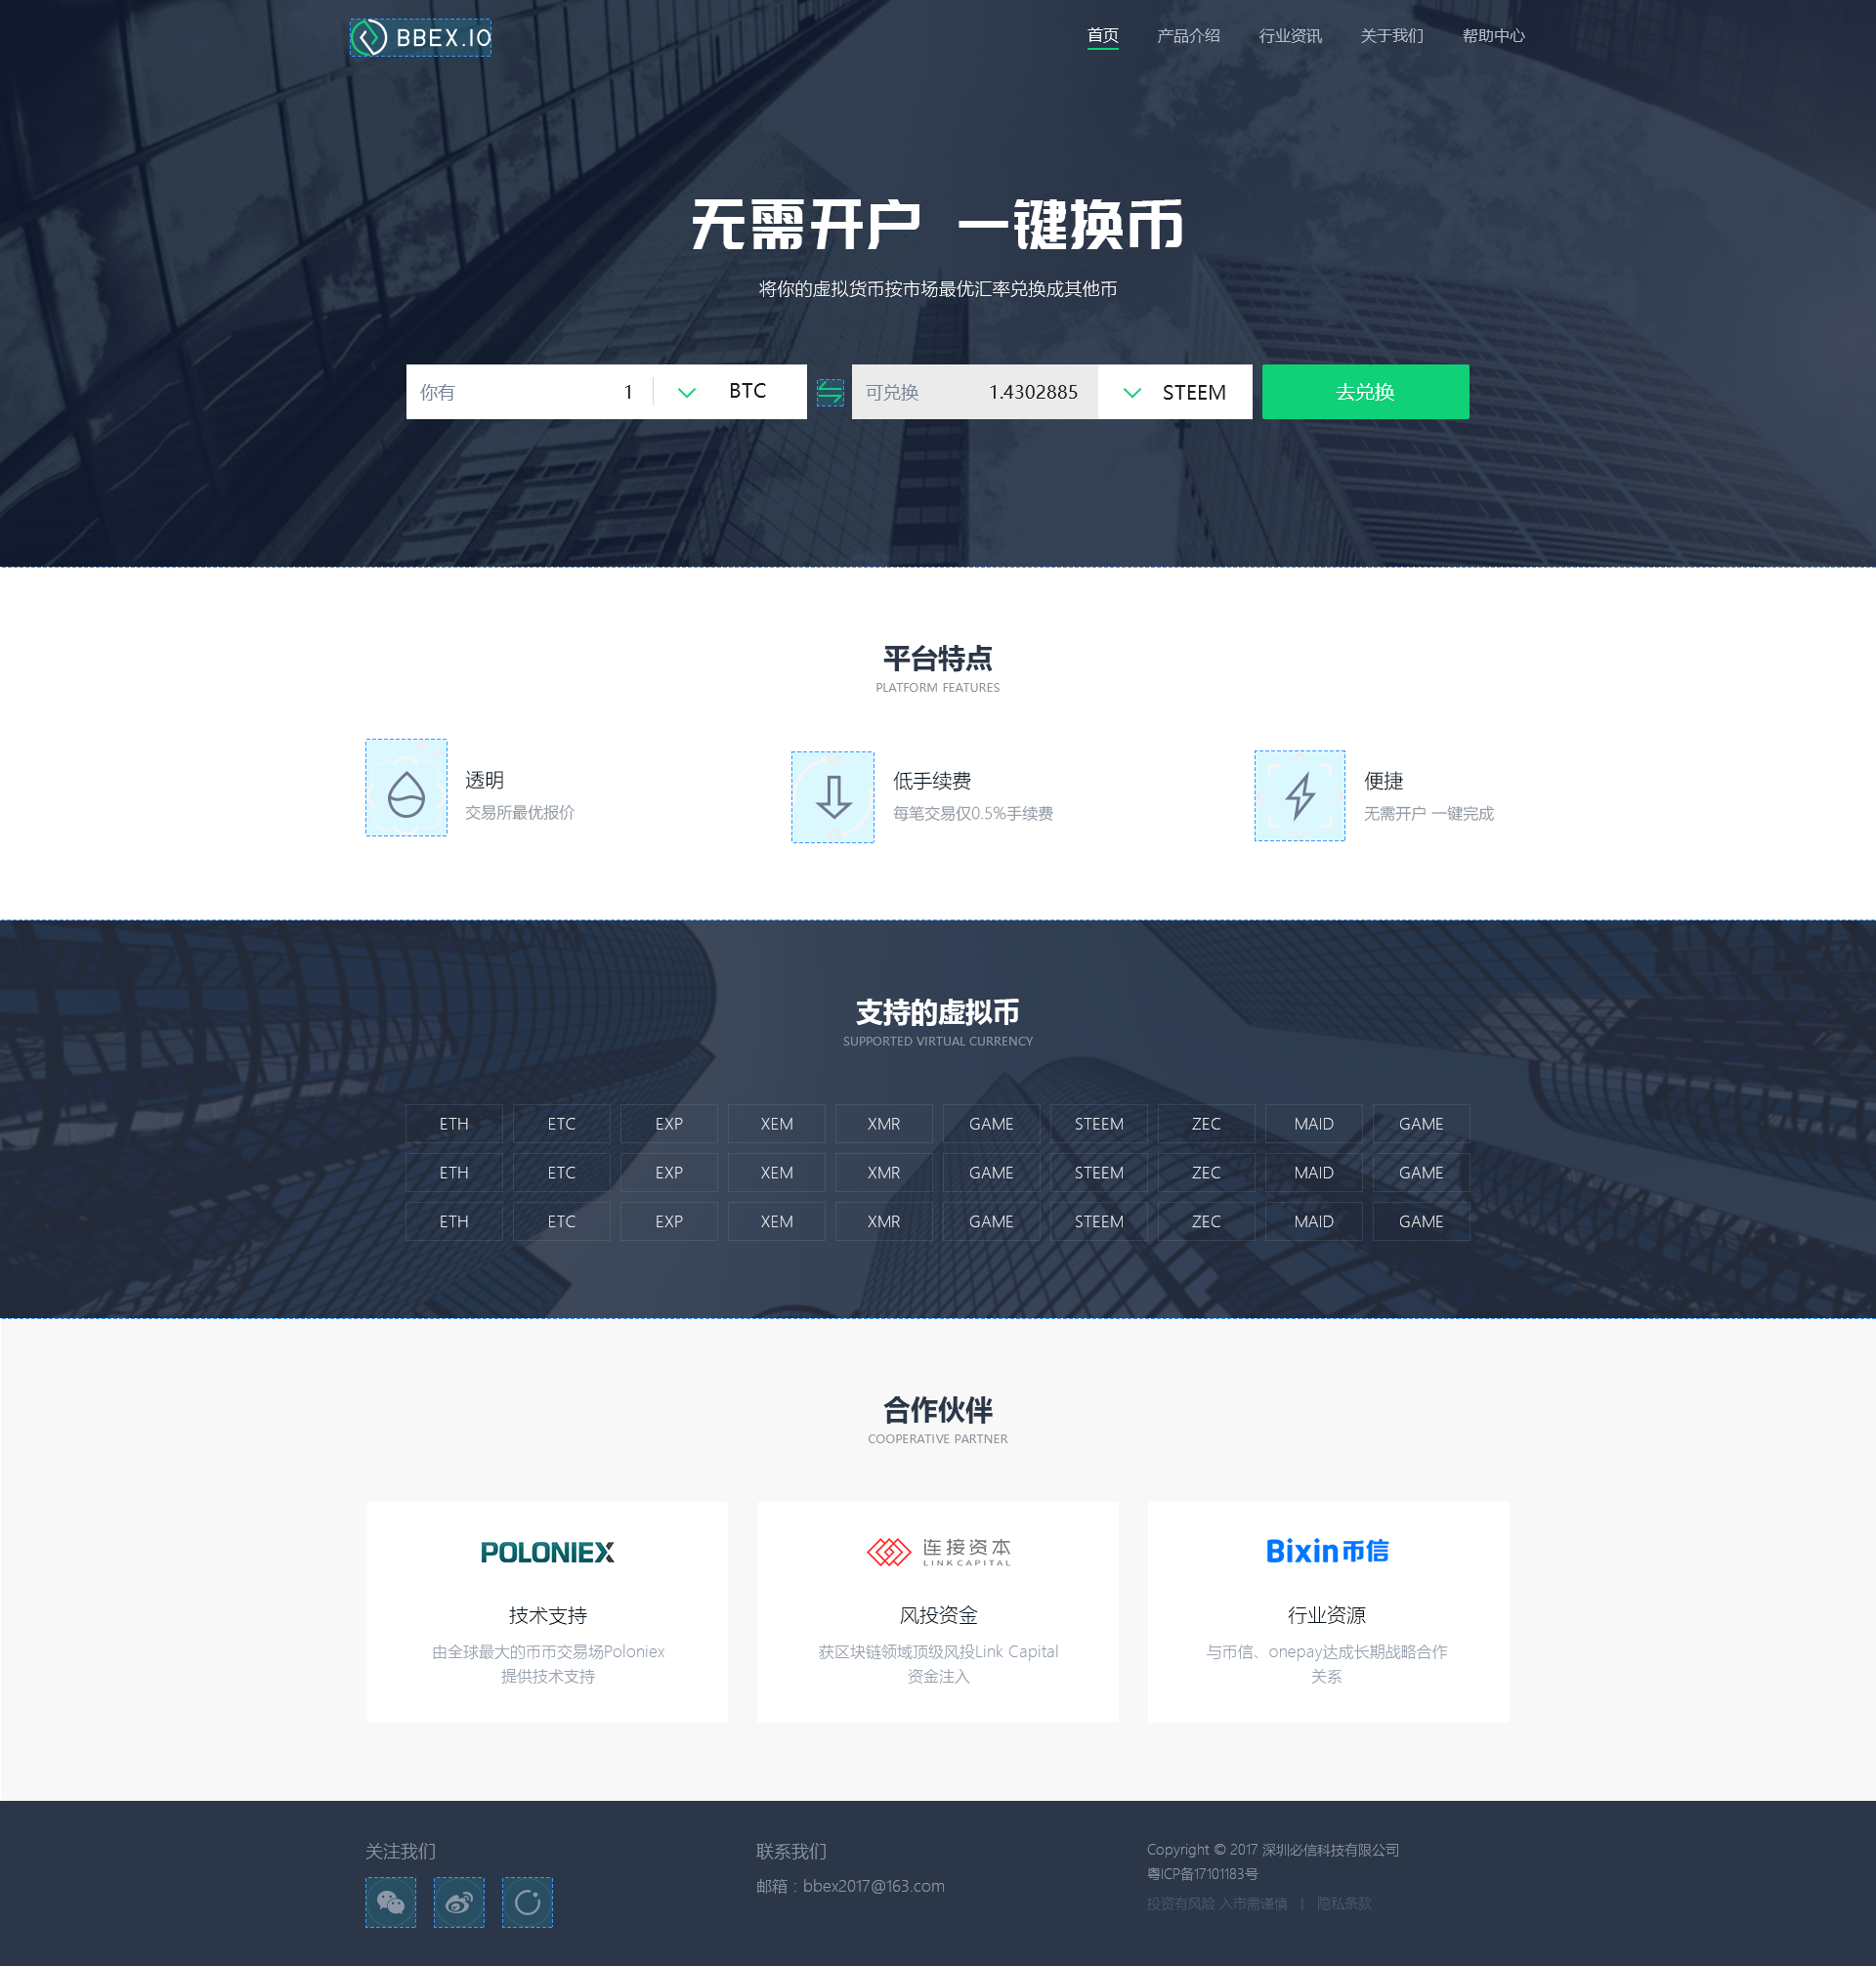 BBEX.IO
首页 产品介绍 行业资讯 关于我们 帮助中心
无需开户 一键换币
将你的虚拟货币按市场最优汇率兑换成其他币
你有 1 BTC 可兑换 1.4302885 STEEM 去兑换
平台特点
PLATFORM FEATURES
透明
交易所最优报价
低手续费
每笔交易仅0.5%手续费
便捷
无需开户 一键完成
支持的虚拟币
SUPPORTED VIRTUAL CURRENCY
ETH ETC EXP XEM XMR GAME STEEM ZEC MAID GAME
ETH ETC EXP XEM XMR GAME STEEM ZEC MAID GAME
ETH ETC EXP XEM XMR GAME STEEM ZEC MAID GAME
合作伙伴
COOPERATIVE PARTNER
POLONIEX
技术支持
由全球最大的币币交易场Poloniex
提供技术支持
连接资本
LINKCAPITAL
风投资金
获区块链领域顶级风投Link Capital
资金注入
Bixin币信
行业资源
与币信、onepay达成长期战略合作
关系
关注我们
联系我们
邮箱：bbex2017@163.com
Copyright © 2017 深圳必信科技有限公司
粤ICP备17101183号
投资有风险 入市需谨慎 | 隐私条款